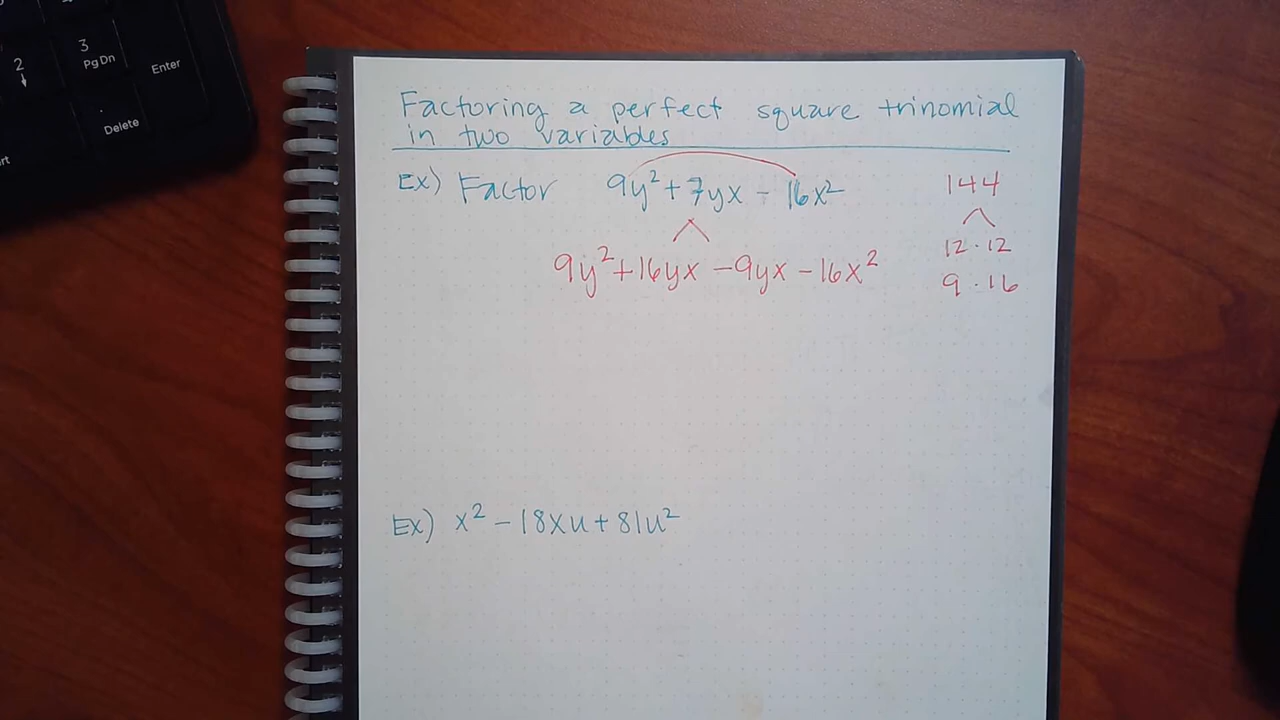 2
↓
3
PgDn
Enter
Delete
rt
Factoring a perfect square trinomial
in two variables
Ex) Factor 9y²+7yx - 16x² 144
12·12
9y²+16yx -9yx -16x²
9·16
Ex) x² -18xu+81u²